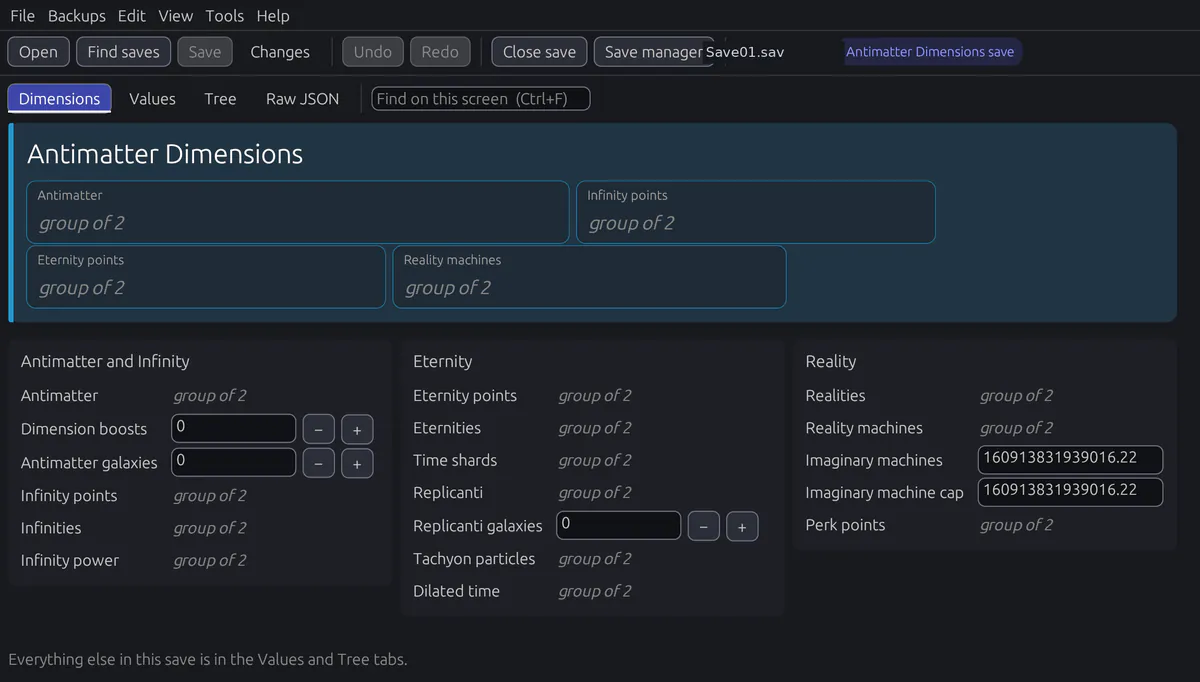 File Backups Edit View Tools Help
Open Find saves Save Changes Undo Redo Close save Save manager Save01.sav Antimatter Dimensions save
Dimensions Values Tree Raw JSON Find on this screen (Ctrl+F)
Antimatter Dimensions
Antimatter
group of 2
Infinity points
group of 2
Eternity points
group of 2
Reality machines
group of 2
Antimatter and Infinity
Antimatter group of 2
Dimension boosts 0 − +
Antimatter galaxies 0 − +
Infinity points group of 2
Infinities group of 2
Infinity power group of 2
Eternity
Eternity points group of 2
Eternities group of 2
Time shards group of 2
Replicanti group of 2
Replicanti galaxies 0 − +
Tachyon particles group of 2
Dilated time group of 2
Reality
Realities group of 2
Reality machines group of 2
Imaginary machines 160913831939016.22
Imaginary machine cap 160913831939016.22
Perk points group of 2
Everything else in this save is in the Values and Tree tabs.